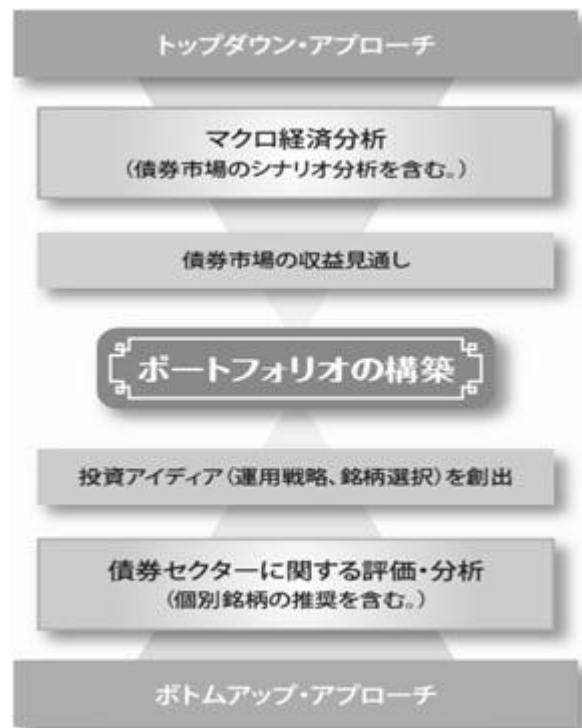 トップダウン・アプローチ
マクロ経済分析
(債券市場のシナリオ分析を含む。)
債券市場の収益見通し
ポートフォリオの構築
投資アイディア(運用戦略、銘柄選択)を創出
債券セクターに関する評価・分析
(個別銘柄の推奨を含む。)
ボトムアップ・アプローチ